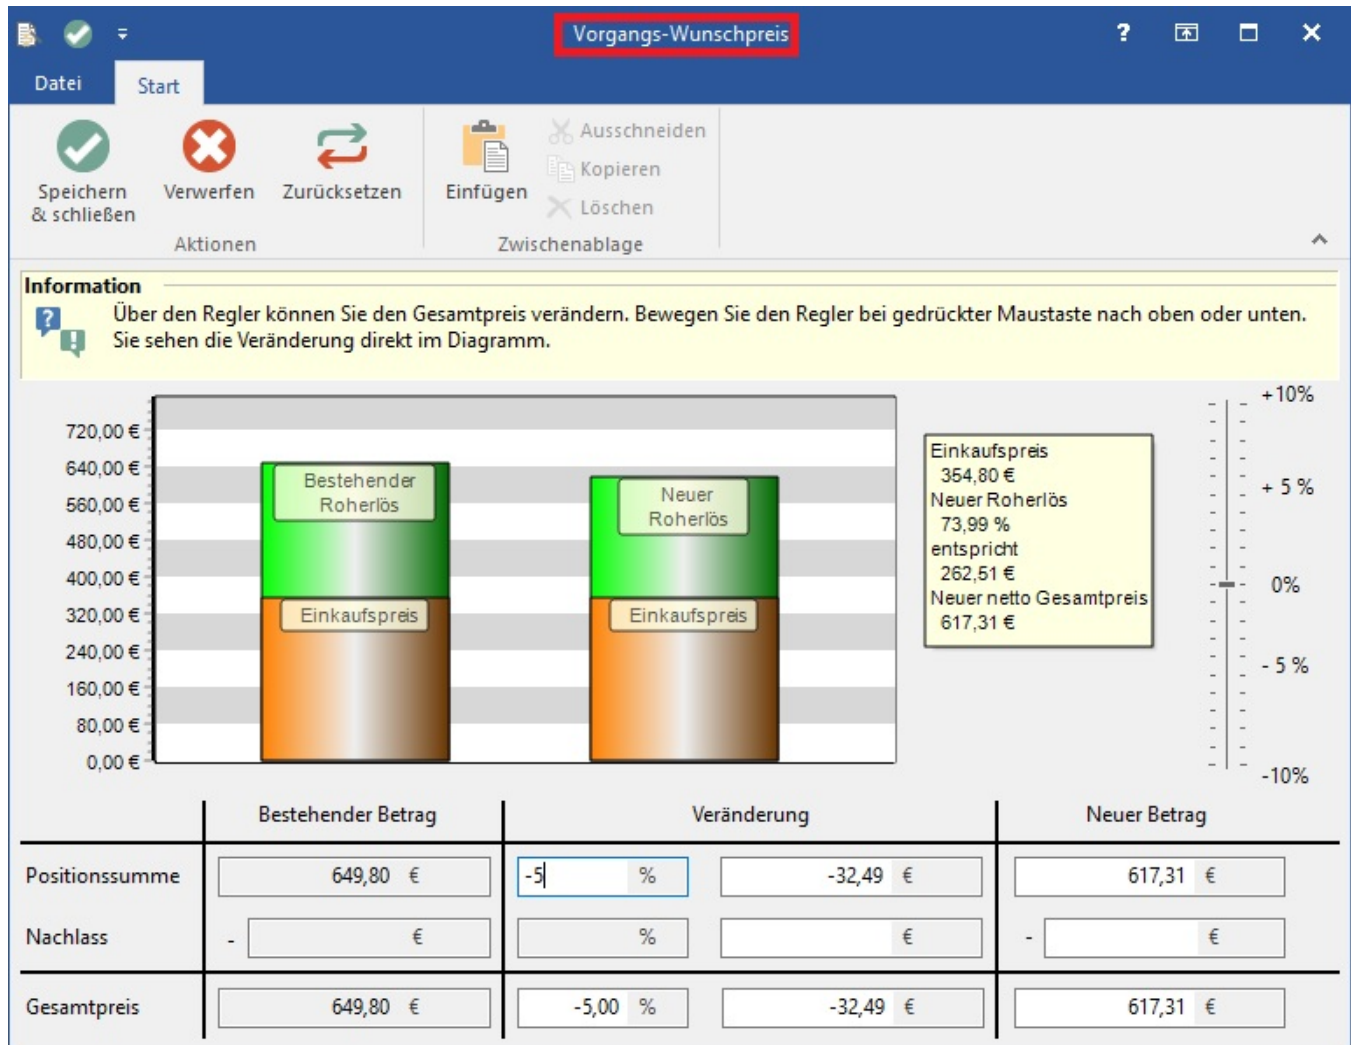 Vorgangs-Wunschpreis
?
Datei Start
Speichern & schließen
Verwerfen
Zurücksetzen
Einfügen
Ausschneiden
Kopieren
Löschen
Aktionen
Zwischenablage
Information
Über den Regler können Sie den Gesamtpreis verändern. Bewegen Sie den Regler bei gedrückter Maustaste nach oben oder unten.
Sie sehen die Veränderung direkt im Diagramm.
720,00 €
640,00 €
560,00 €
480,00 €
400,00 €
320,00 €
240,00 €
160,00 €
80,00 €
0,00 €
Bestehender
Roherlös
Einkaufspreis
Neuer
Roherlös
Einkaufspreis
Einkaufspreis
354,80 €
Neuer Roherlös
73,99 %
entspricht
262,51 €
Neuer netto Gesamtpreis
617,31 €
+10%
+ 5 %
0%
- 5 %
-10%
Bestehender Betrag Veränderung Neuer Betrag
Positionssumme 649,80 € -5 % -32,49 € 617,31 €
Nachlass - € % € - €
Gesamtpreis 649,80 € -5,00 % -32,49 € 617,31 €